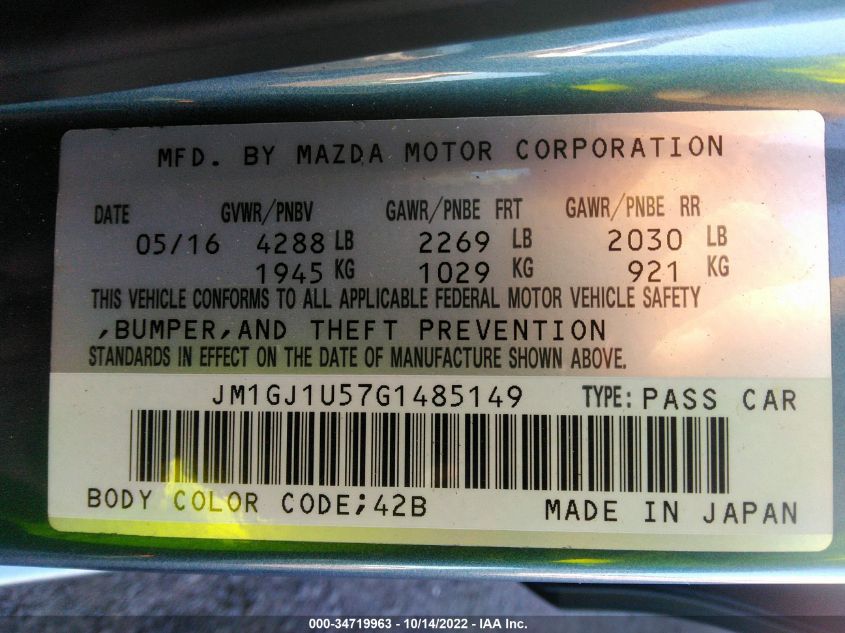 MFD. BY MAZDA MOTOR CORPORATION
DATE GVWR/PNBV GAWR/PNBE FRT GAWR/PNBE RR
05/16 4288 LB 2269 LB 2030 LB
1945 KG 1029 KG 921 KG
THIS VEHICLE CONFORMS TO ALL APPLICABLE FEDERAL MOTOR VEHICLE SAFETY
,BUMPER,AND THEFT PREVENTION
STANDARDS IN EFFECT ON THE DATE OF MANUFACTURE SHOWN ABOVE.
JM1GJ1U57G1485149 TYPE: PASS CAR
BODY COLOR CODE;42B MADE IN JAPAN
000-34719963 - 10/14/2022 - IAA Inc.